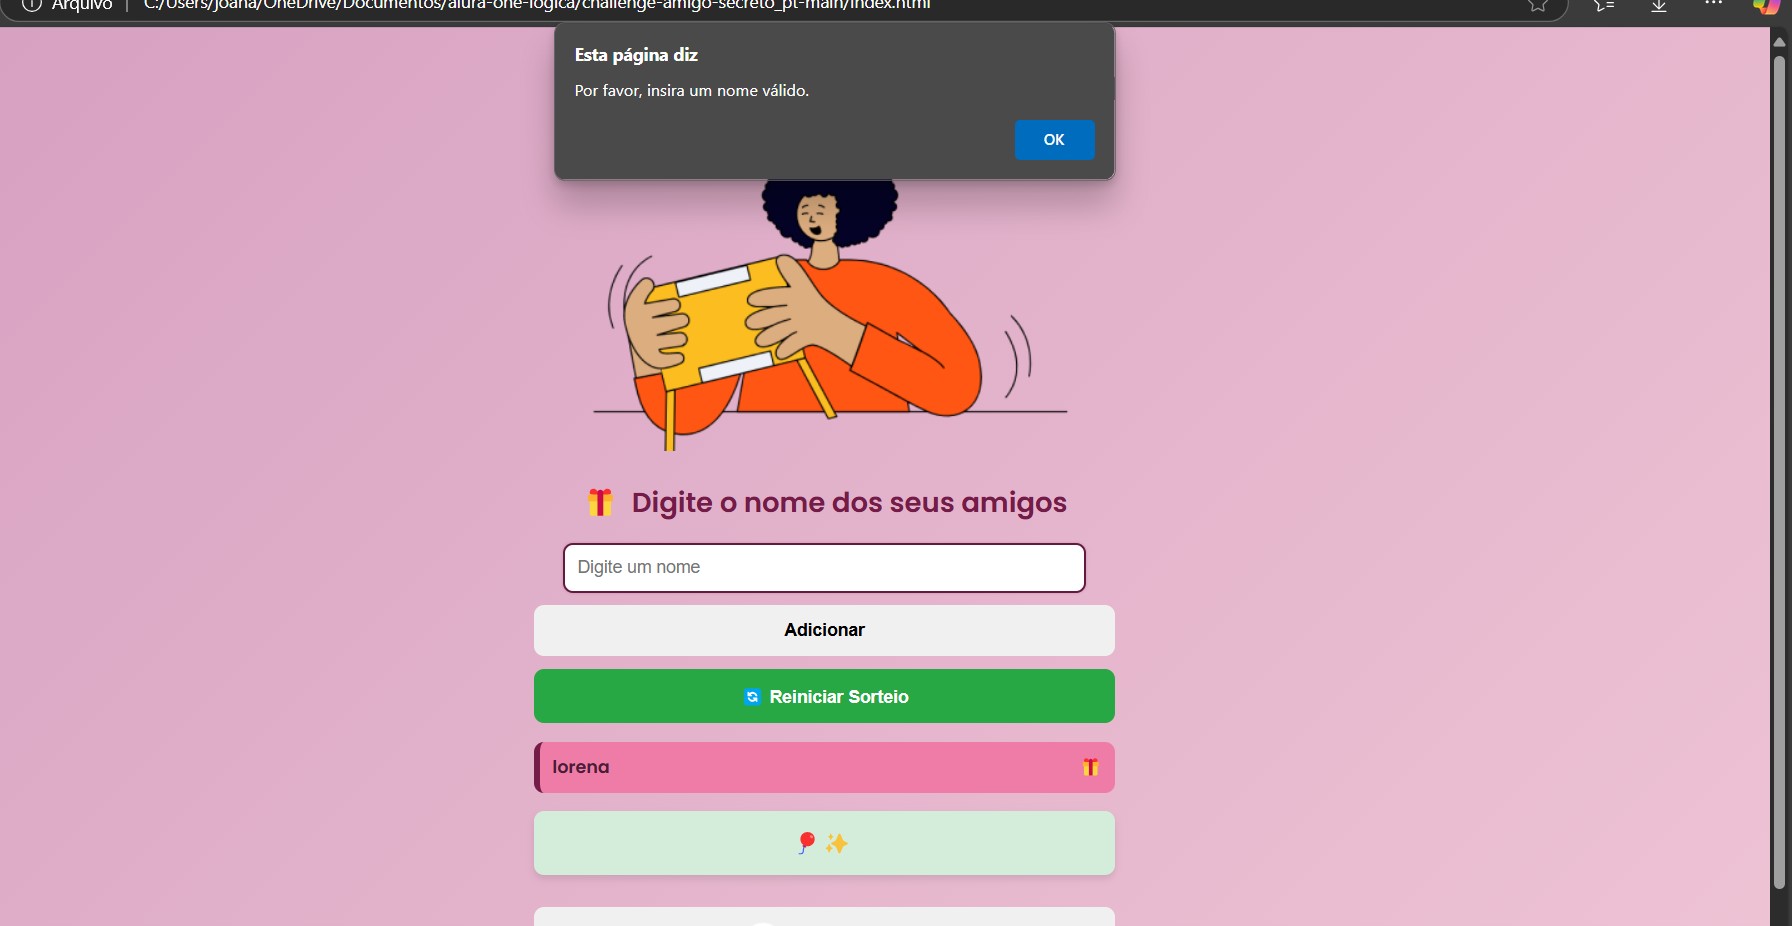 Arquivo C:/Users/joana/OneDrive/Documentos/alura-one-logica/challenge-amigo-secreto_pt-main/index.html
Esta página diz
Por favor, insira um nome válido.
OK
Digite o nome dos seus amigos
Digite um nome
Adicionar
Reiniciar Sorteio
lorena